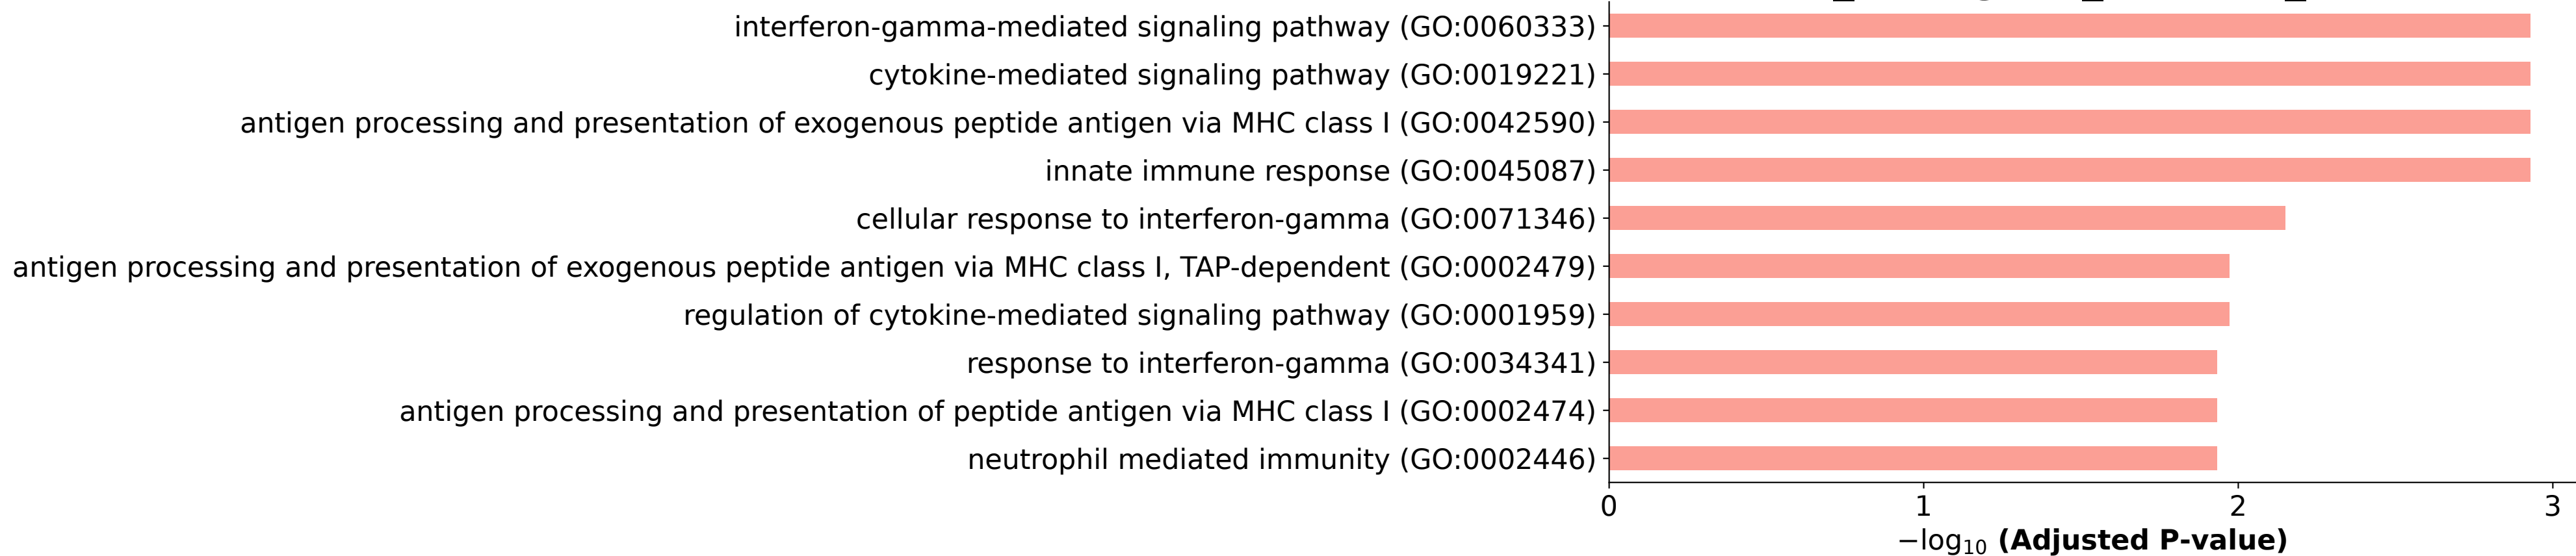 interferon-gamma-mediated signaling pathway (GO:0060333)
cytokine-mediated signaling pathway (GO:0019221)
antigen processing and presentation of exogenous peptide antigen via MHC class I (GO:0042590)
innate immune response (GO:0045087)
cellular response to interferon-gamma (GO:0071346)
antigen processing and presentation of exogenous peptide antigen via MHC class I, TAP-dependent (GO:0002479)
regulation of cytokine-mediated signaling pathway (GO:0001959)
response to interferon-gamma (GO:0034341)
antigen processing and presentation of peptide antigen via MHC class I (GO:0002474)
neutrophil mediated immunity (GO:0002446)
0 1 2 3
−log₁₀ (Adjusted P-value)